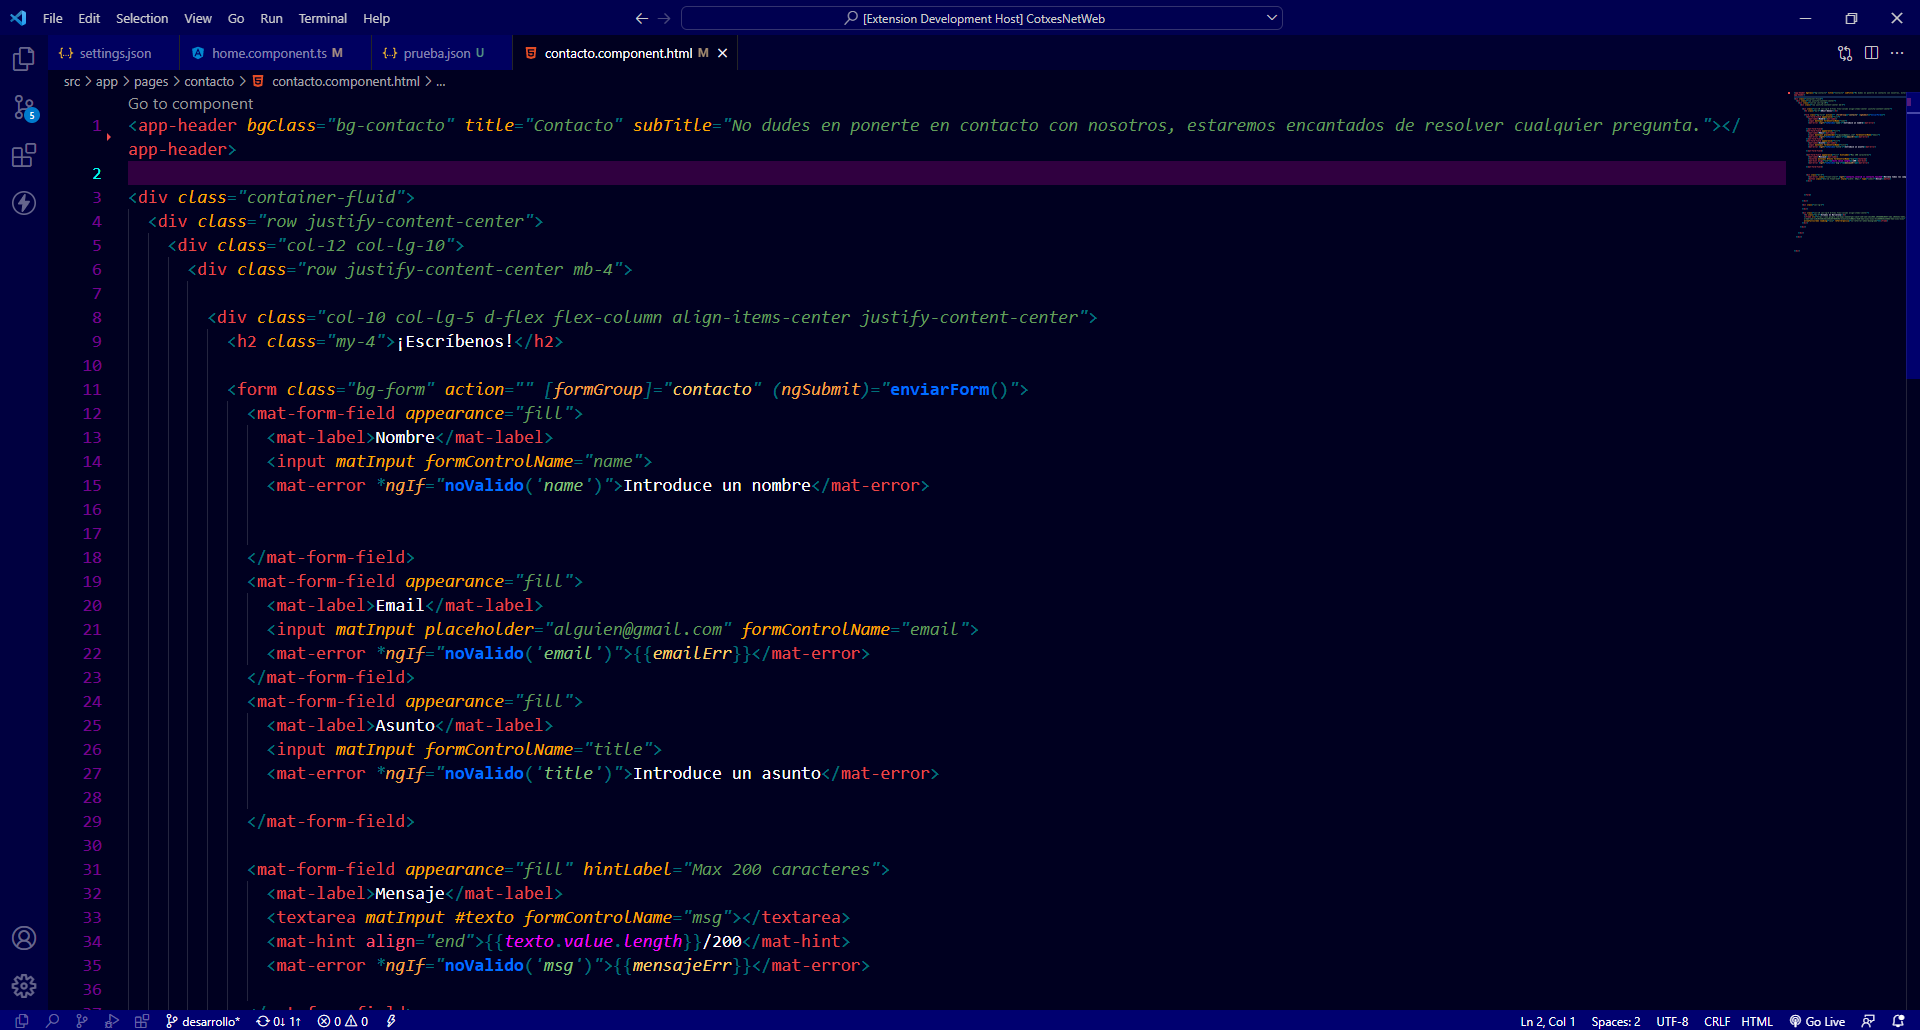 File Edit Selection View Go Run Terminal Help
[Extension Development Host] CotxesNetWeb
settings.json home.component.ts M prueba.json U contacto.component.html M
src > app > pages > contacto > contacto.component.html > ...
Go to component
1 <app-header bgClass="bg-contacto" title="Contacto" subTitle="No dudes en ponerte en contacto con nosotros, estaremos encantados de resolver cualquier pregunta."></
app-header>
2
3 <div class="container-fluid">
4 <div class="row justify-content-center">
5 <div class="col-12 col-lg-10">
6 <div class="row justify-content-center mb-4">
7
8 <div class="col-10 col-lg-5 d-flex flex-column align-items-center justify-content-center">
9 <h2 class="my-4">¡Escríbenos!</h2>
10
11 <form class="bg-form" action="" [formGroup]="contacto" (ngSubmit)="enviarForm()">
12 <mat-form-field appearance="fill">
13 <mat-label>Nombre</mat-label>
14 <input matInput formControlName="name">
15 <mat-error *ngIf="noValido('name')">Introduce un nombre</mat-error>
16
17
18 </mat-form-field>
19 <mat-form-field appearance="fill">
20 <mat-label>Email</mat-label>
21 <input matInput placeholder="alguien@gmail.com" formControlName="email">
22 <mat-error *ngIf="noValido('email')">{{emailErr}}</mat-error>
23 </mat-form-field>
24 <mat-form-field appearance="fill">
25 <mat-label>Asunto</mat-label>
26 <input matInput formControlName="title">
27 <mat-error *ngIf="noValido('title')">Introduce un asunto</mat-error>
28
29 </mat-form-field>
30
31 <mat-form-field appearance="fill" hintLabel="Max 200 caracteres">
32 <mat-label>Mensaje</mat-label>
33 <textarea matInput #texto formControlName="msg"></textarea>
34 <mat-hint align="end">{{texto.value.length}}/200</mat-hint>
35 <mat-error *ngIf="noValido('msg')">{{mensajeErr}}</mat-error>
36
5
desarrollo* 0↓ 1↑ 0 0 Ln 2, Col 1 Spaces: 2 UTF-8 CRLF HTML Go Live